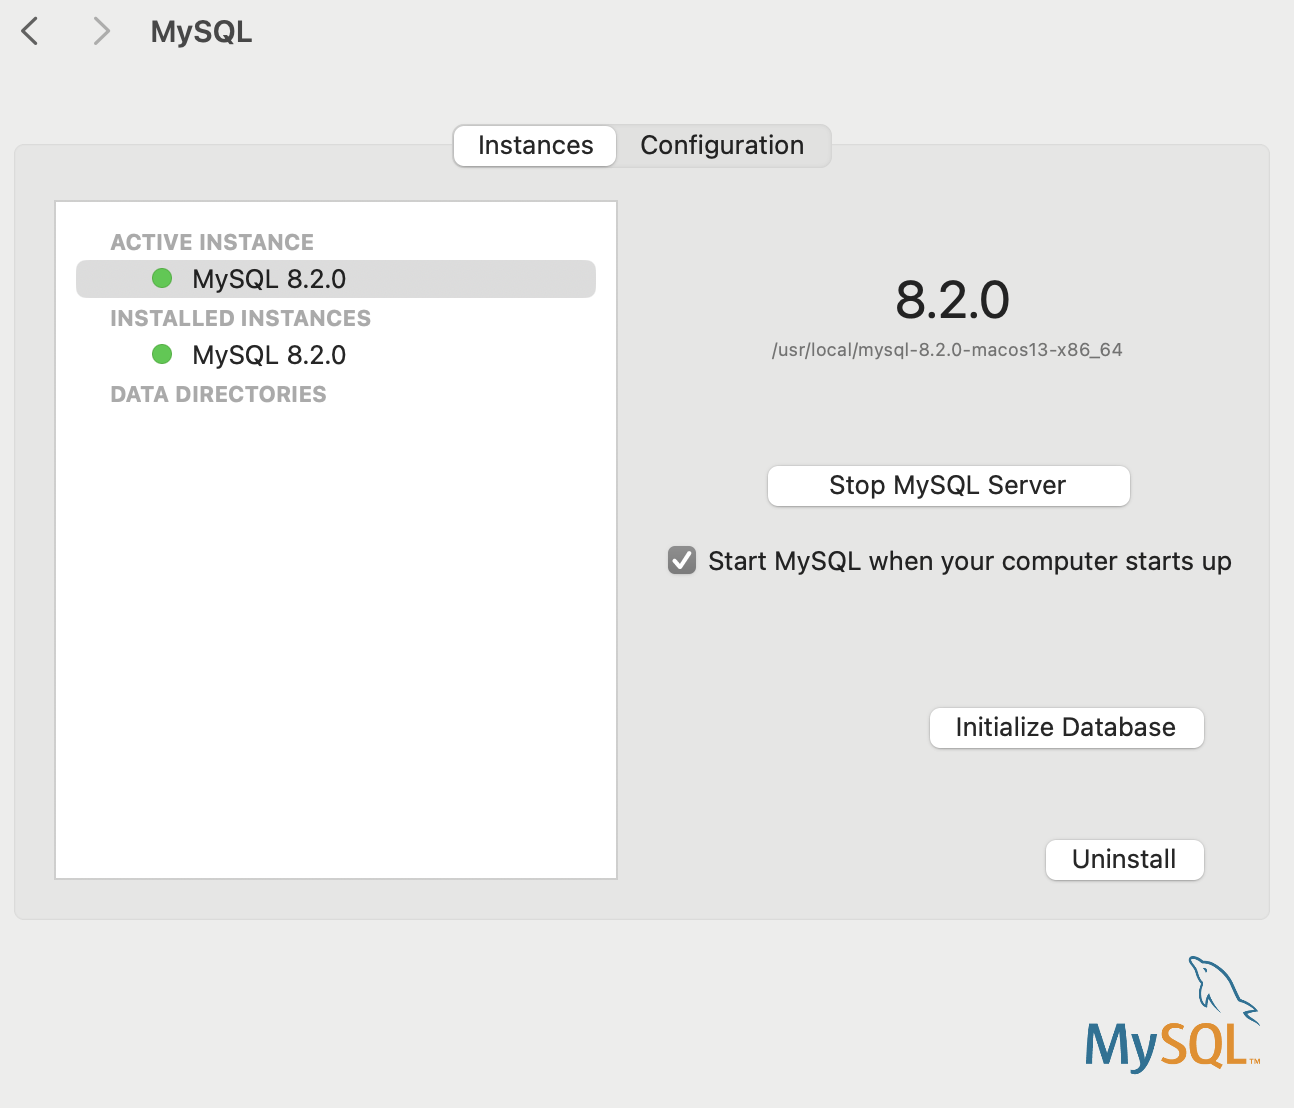 MySQL
Instances
Configuration
ACTIVE INSTANCE
MySQL 8.2.0
INSTALLED INSTANCES
MySQL 8.2.0
DATA DIRECTORIES
8.2.0
/usr/local/mysql-8.2.0-macos13-x86_64
Stop MySQL Server
Start MySQL when your computer starts up
Initialize Database
Uninstall
MySQL™